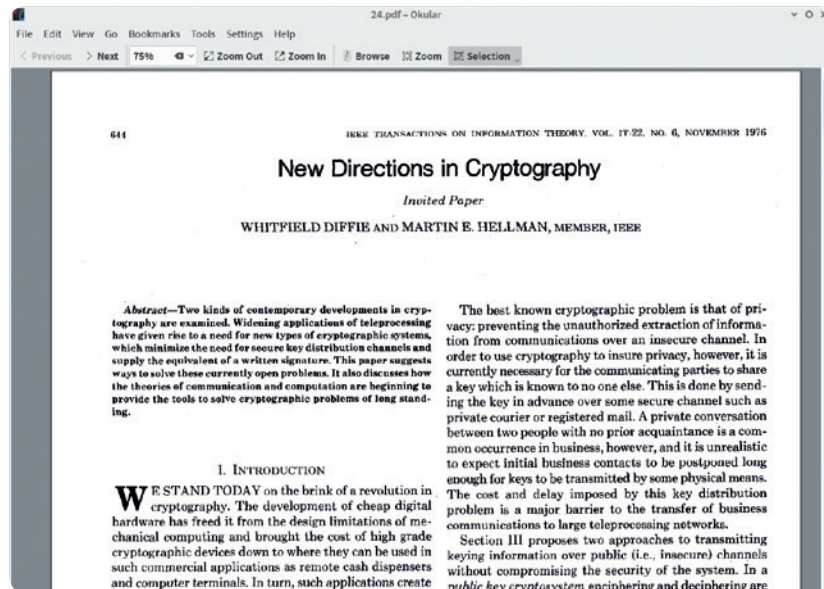 24.pdf – Okular
File Edit View Go Bookmarks Tools Settings Help
< Previous > Next 75% Zoom Out Zoom In Browse Zoom Selection
644 IEEE TRANSACTIONS ON INFORMATION THEORY, VOL. IT-22, NO. 6, NOVEMBER 1976
New Directions in Cryptography
Invited Paper
WHITFIELD DIFFIE AND MARTIN E. HELLMAN, MEMBER, IEEE
Abstract—Two kinds of contemporary developments in cryp-
tography are examined. Widening applications of teleprocessing
have given rise to a need for new types of cryptographic systems,
which minimize the need for secure key distribution channels and
supply the equivalent of a written signature. This paper suggests
ways to solve these currently open problems. It also discusses how
the theories of communication and computation are beginning to
provide the tools to solve cryptographic problems of long stand-
ing.
I. INTRODUCTION
WE STAND TODAY on the brink of a revolution in
cryptography. The development of cheap digital
hardware has freed it from the design limitations of me-
chanical computing and brought the cost of high grade
cryptographic devices down to where they can be used in
such commercial applications as remote cash dispensers
and computer terminals. In turn, such applications create
The best known cryptographic problem is that of pri-
vacy: preventing the unauthorized extraction of informa-
tion from communications over an insecure channel. In
order to use cryptography to insure privacy, however, it is
currently necessary for the communicating parties to share
a key which is known to no one else. This is done by send-
ing the key in advance over some secure channel such as
private courier or registered mail. A private conversation
between two people with no prior acquaintance is a com-
mon occurrence in business, however, and it is unrealistic
to expect initial business contacts to be postponed long
enough for keys to be transmitted by some physical means.
The cost and delay imposed by this key distribution
problem is a major barrier to the transfer of business
communications to large teleprocessing networks.
Section III proposes two approaches to transmitting
keying information over public (i.e., insecure) channels
without compromising the security of the system. In a
public key cryptosystem enciphering and deciphering are